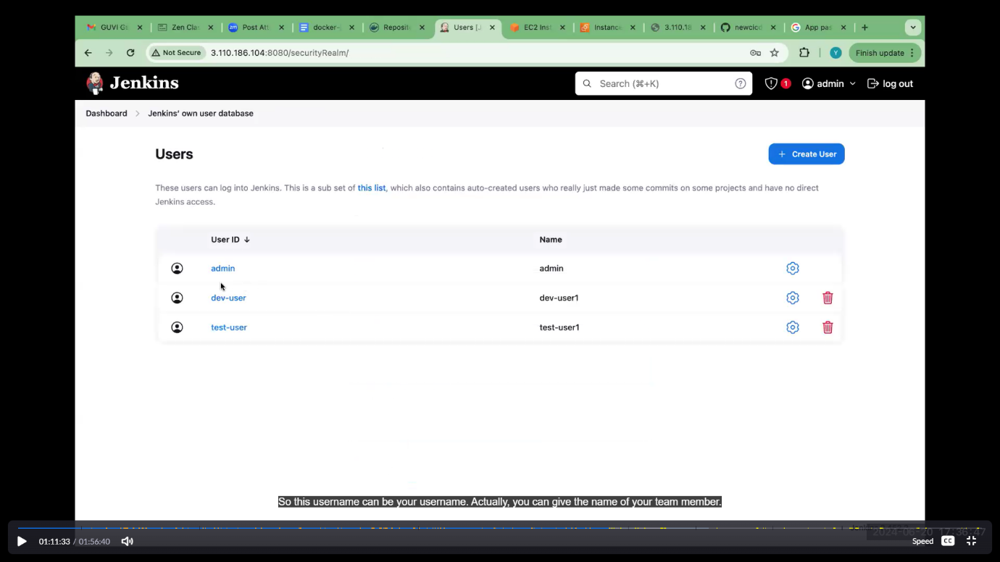 GUVI Gu
Zen Cla
Post Att
docker-
Reposit
Users [J
EC2 Inst
Instance
3.110.18
newcicd
App pas
Not Secure
3.110.186.104:8080/securityRealm/
Y
Finish update
Jenkins
Search (⌘+K)
1
admin
log out
Dashboard
Jenkins' own user database
Users
+ Create User
These users can log into Jenkins. This is a sub set of this list, which also contains auto-created users who really just made some commits on some projects and have no direct
Jenkins access.
User ID ↓
Name
admin
admin
dev-user
dev-user1
test-user
test-user1
So this username can be your username. Actually, you can give the name of your team member.
2024-06-20 17:36:47
01:11:33 / 01:56:40
Speed
CC